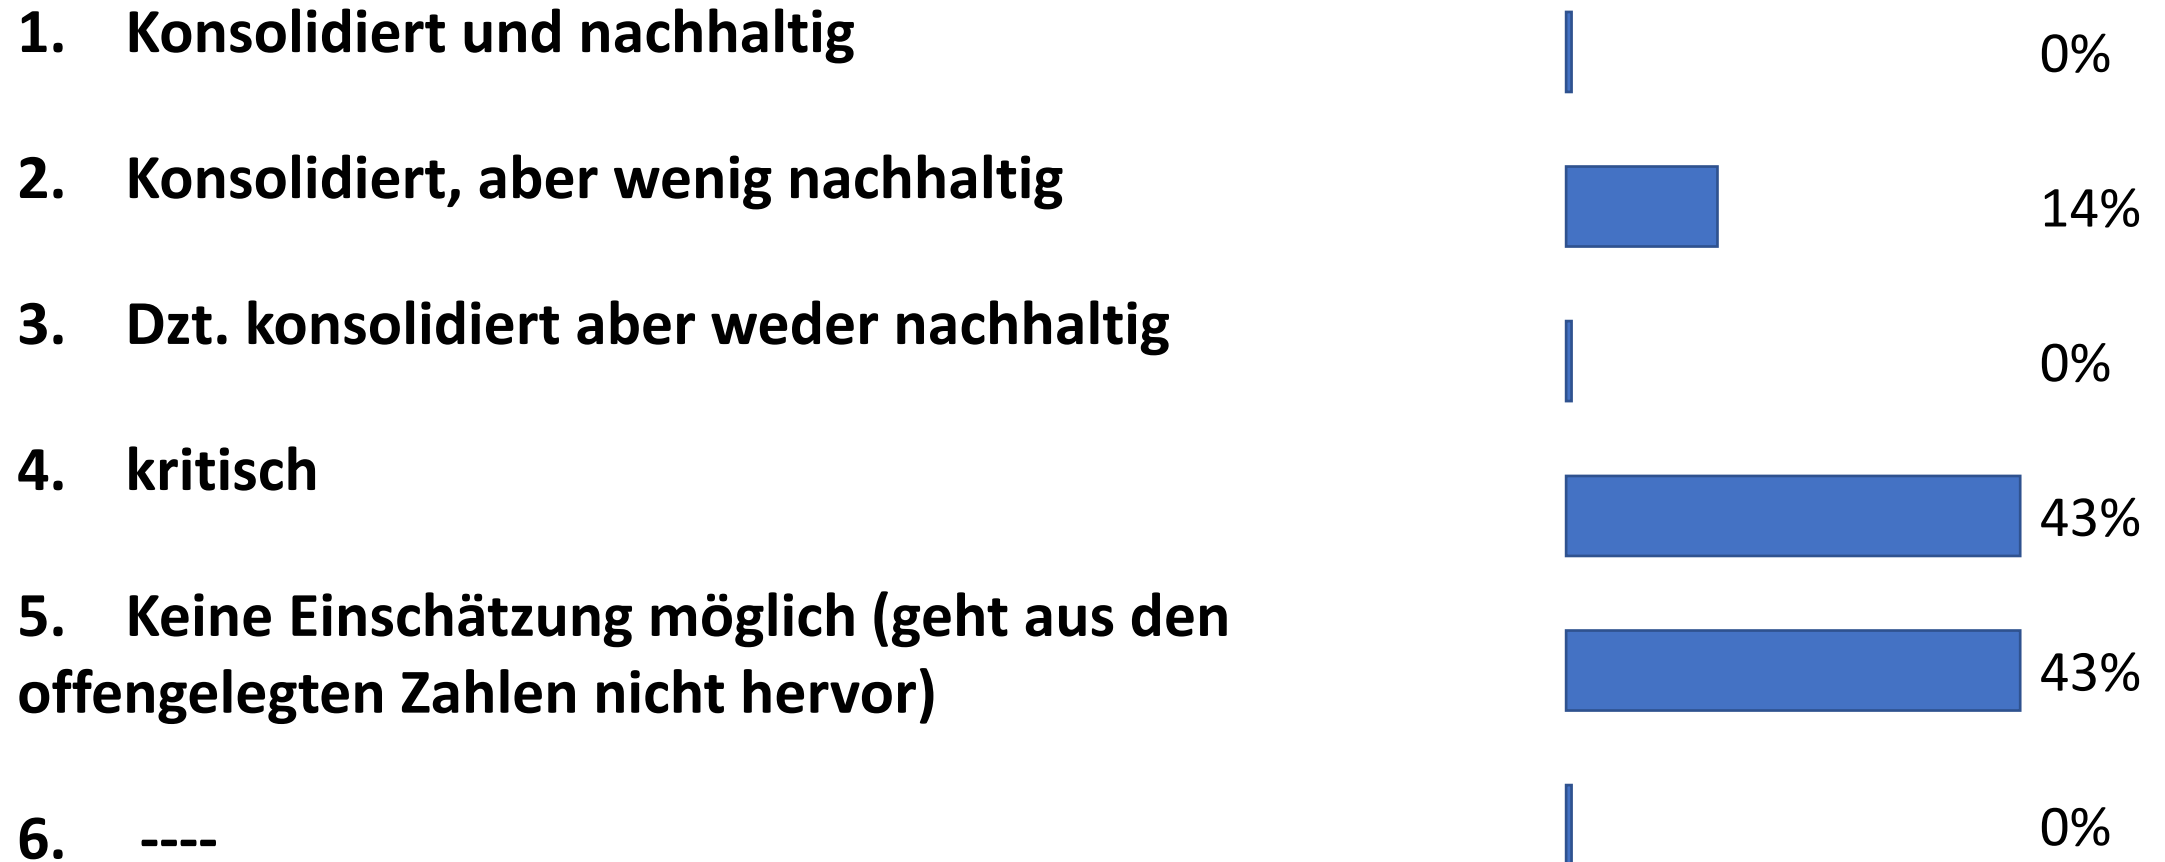 1. Konsolidiert und nachhaltig 0%
2. Konsolidiert, aber wenig nachhaltig 14%
3. Dzt. konsolidiert aber weder nachhaltig 0%
4. kritisch 43%
5. Keine Einschätzung möglich (geht aus den
offengelegten Zahlen nicht hervor) 43%
6. ---- 0%